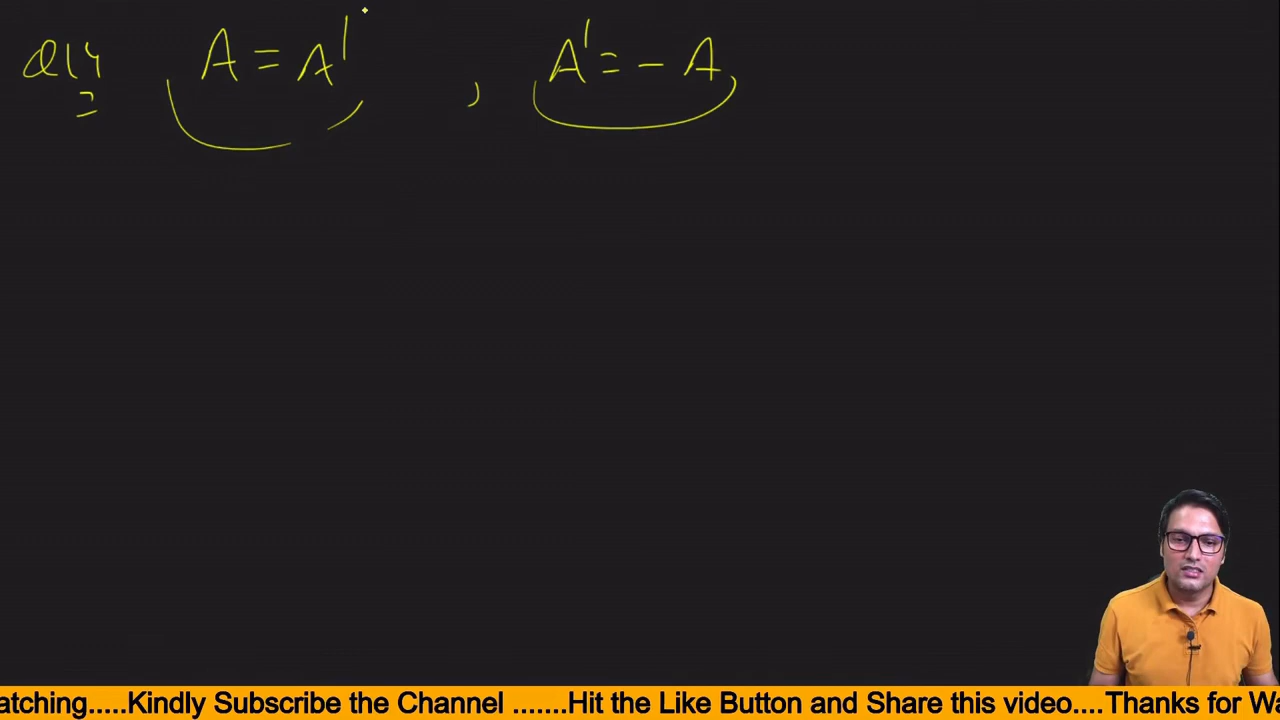 Q14 A = A' , A' = - A
atching.....Kindly Subscribe the Channel .......Hit the Like Button and Share this video....Thanks for Wa